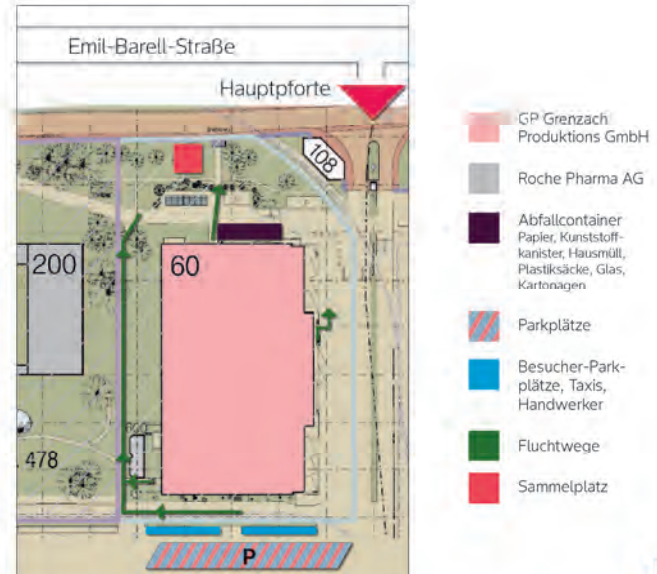 Emil-Barell-Straße
Hauptpforte
108
200
60
478
P
GP Grenzach
Produktions GmbH
Roche Pharma AG
Abfallcontainer
Papier, Kunststoff-
kanister, Hausmüll,
Plastiksäcke, Glas,
Kartonagen
Parkplätze
Besucher-Park-
plätze, Taxis,
Handwerker
Fluchtwege
Sammelplatz